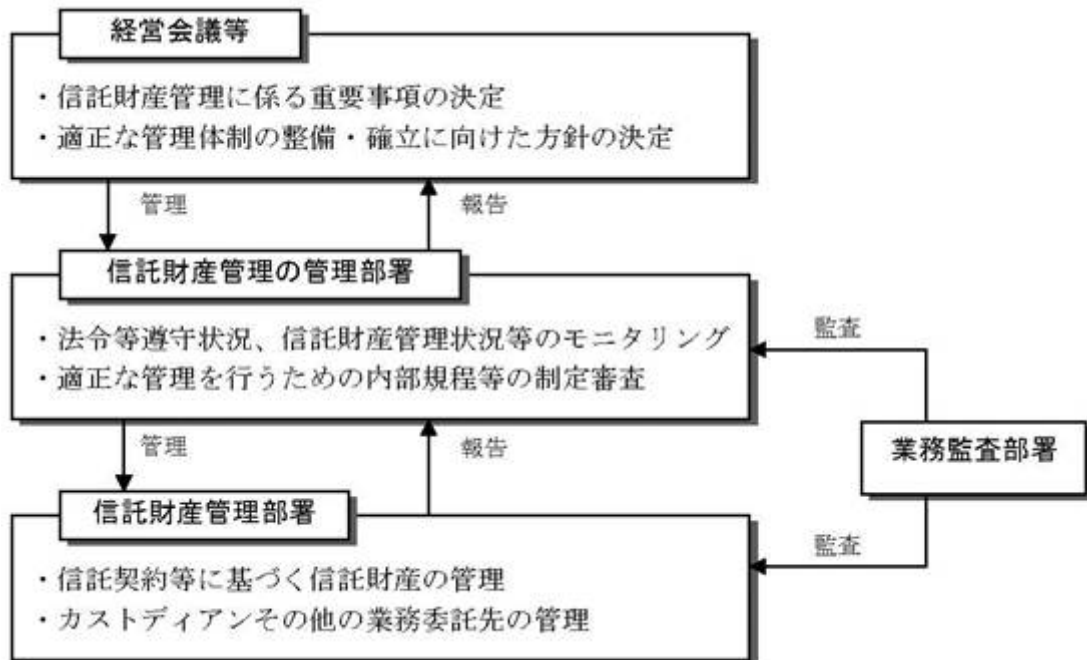 経営会議等
・信託財産管理に係る重要事項の決定
・適正な管理体制の整備・確立に向けた方針の決定
管理
報告
信託財産管理の管理部署
・法令等遵守状況、信託財産管理状況等のモニタリング
・適正な管理を行うための内部規程等の制定審査
監査
管理
報告
業務監査部署
信託財産管理部署
・信託契約等に基づく信託財産の管理
・カストディアンその他の業務委託先の管理
監査